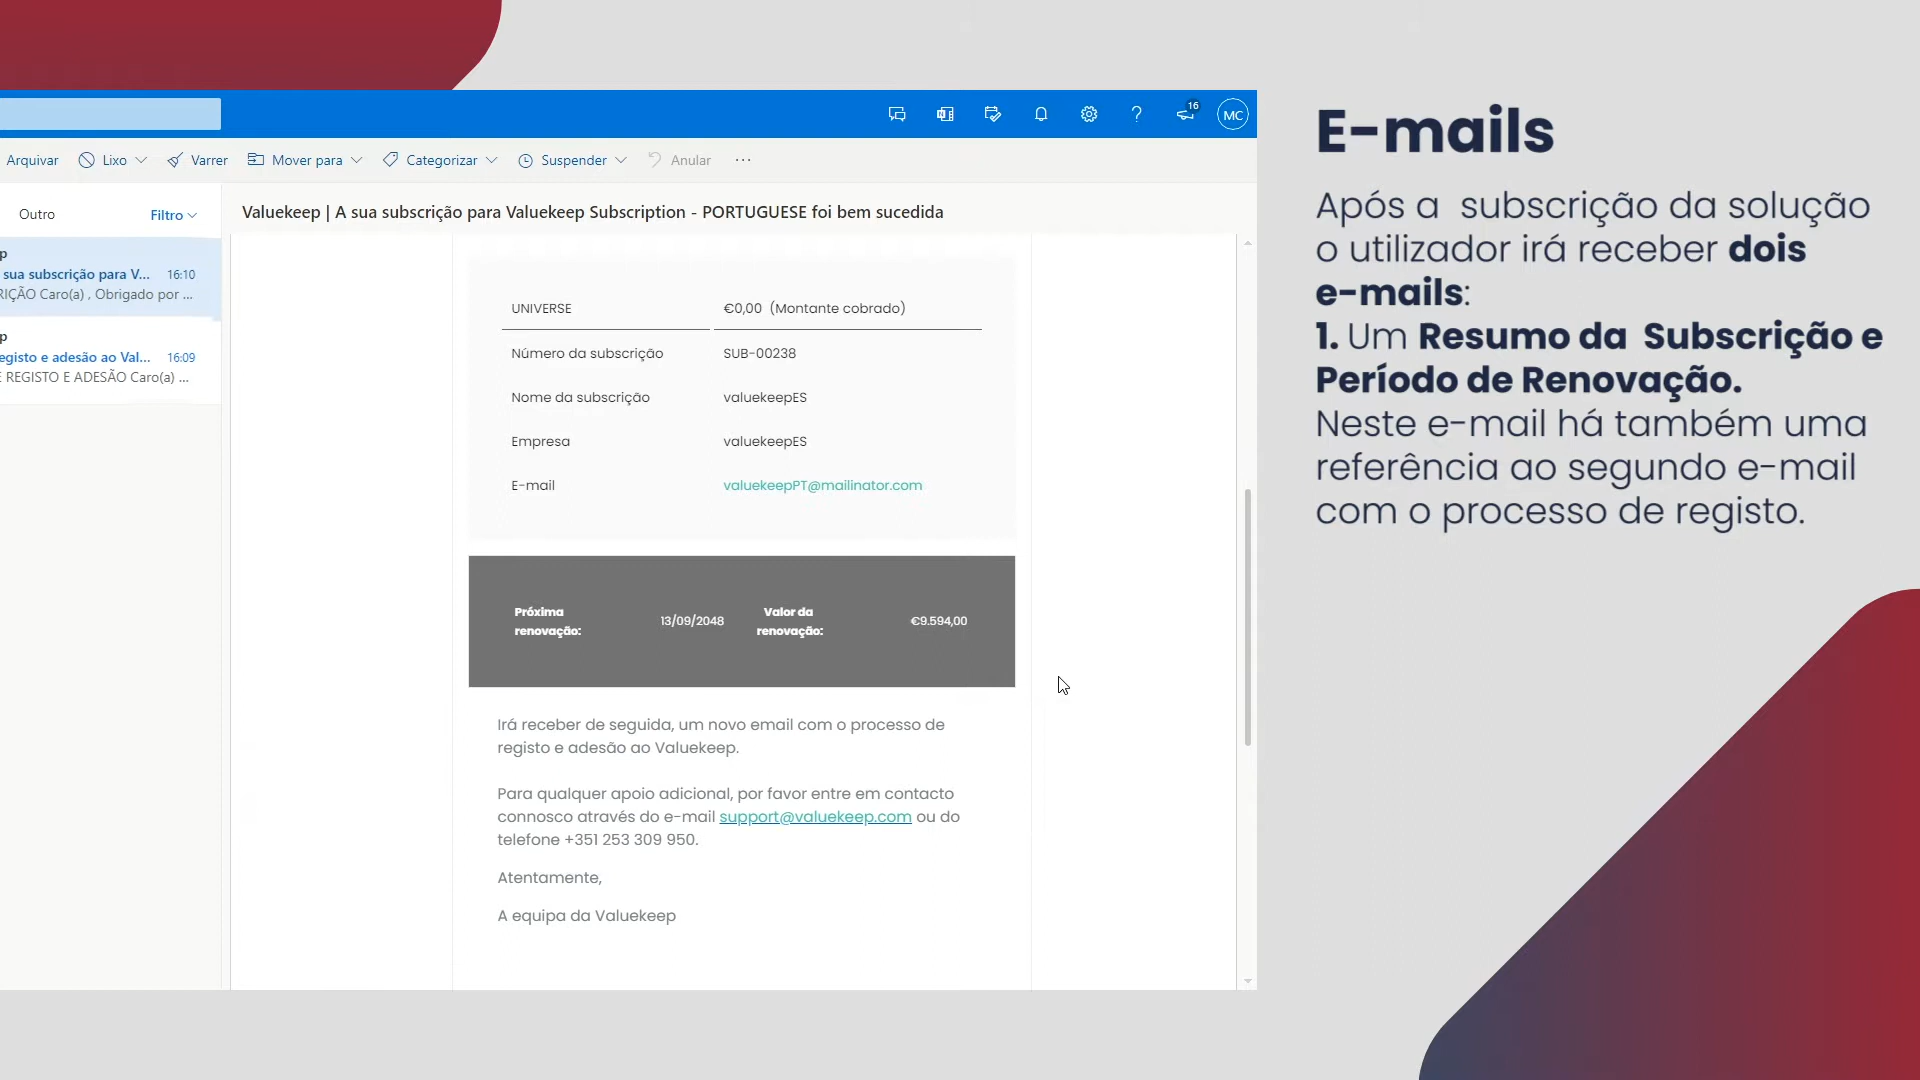 16
MC
Arquivar
Lixo
Varrer
Mover para
Categorizar
Suspender
Anular
Outro
Filtro
Valuekeep | A sua subscrição para Valuekeep Subscription - PORTUGUESE foi bem sucedida
p
sua subscrição para V... 16:10
RIÇÃO Caro(a) , Obrigado por ...
p
egisto e adesão ao Val... 16:09
E REGISTO E ADESÃO Caro(a) ...
UNIVERSE €0,00 (Montante cobrado)
Número da subscrição SUB-00238
Nome da subscrição valuekeepES
Empresa valuekeepES
E-mail valuekeepPT@mailinator.com
Próxima renovação: 13/09/2048 Valor da renovação: €9.594,00
Irá receber de seguida, um novo email com o processo de
registo e adesão ao Valuekeep.
Para qualquer apoio adicional, por favor entre em contacto
connosco através do e-mail support@valuekeep.com ou do
telefone +351 253 309 950.
Atentamente,
A equipa da Valuekeep
E-mails
Após a subscrição da solução
o utilizador irá receber dois
e-mails:
1. Um Resumo da Subscrição e
Período de Renovação.
Neste e-mail há também uma
referência ao segundo e-mail
com o processo de registo.